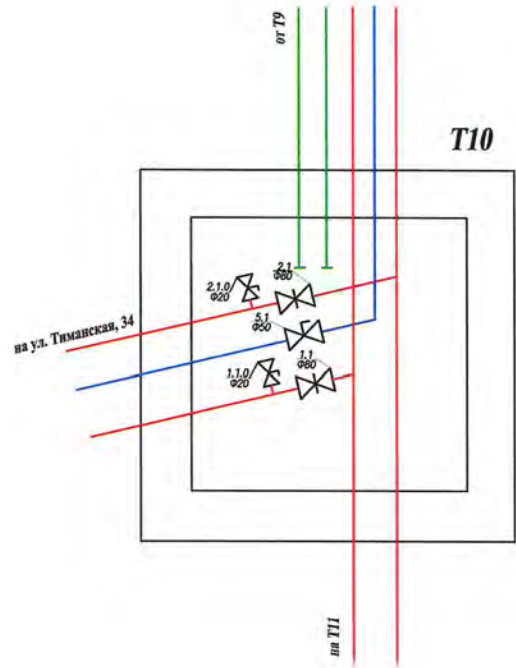 от Т9
Т10
2.1
Ф80
2.1.0
Ф20
5.1
Ф50
на ул. Тиманская, 34
1.1
Ф80
1.1.0
Ф20
на Т11